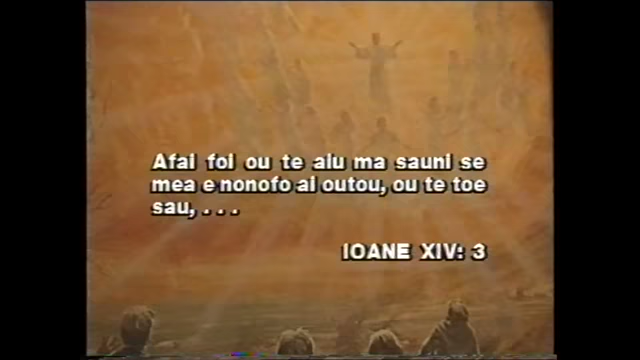 Afai foi ou te alu ma sauni se
mea e nonofo ai outou, ou te toe
sau, . . .
IOANE XIV: 3